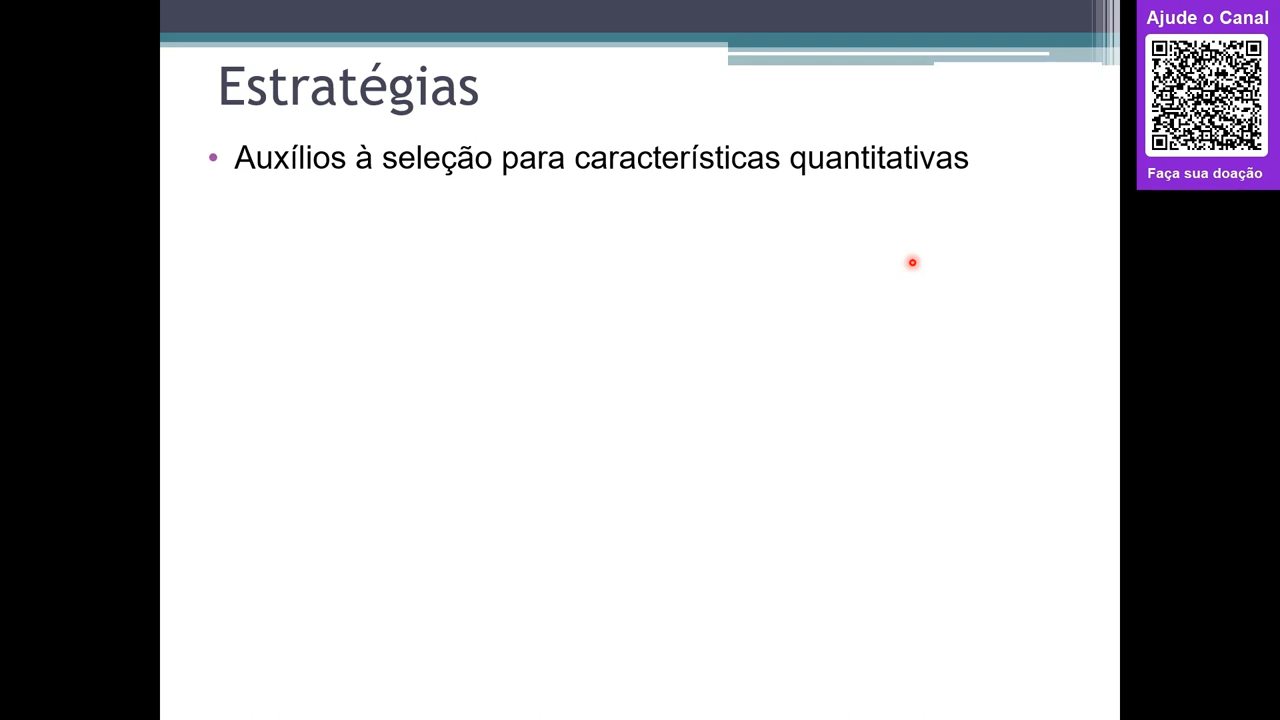 Estratégias
• Auxílios à seleção para características quantitativas
Ajude o Canal
Faça sua doação